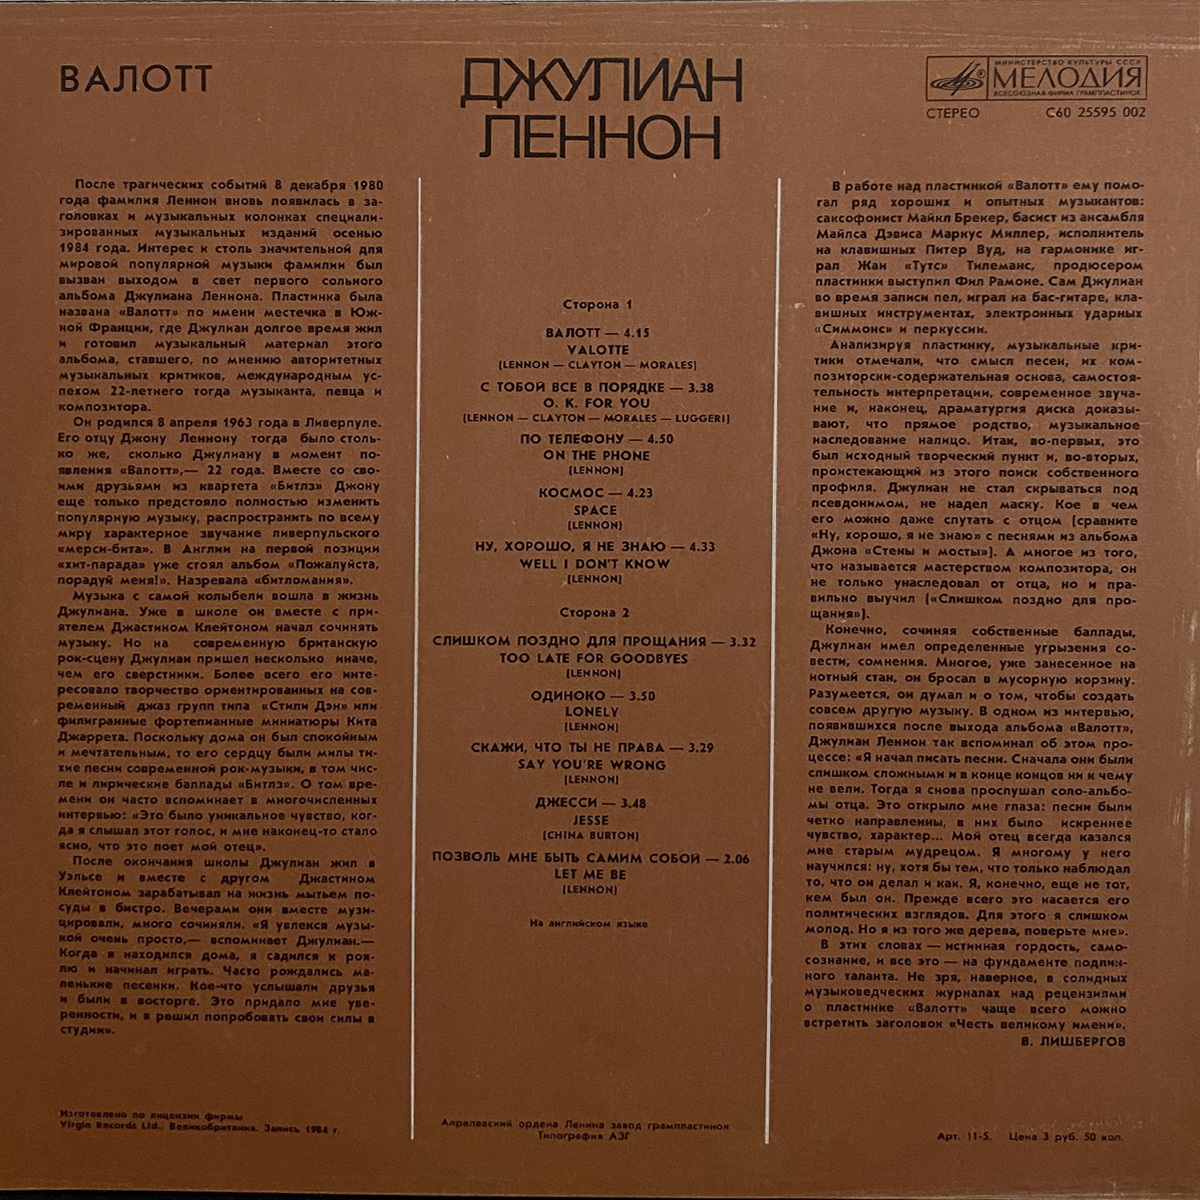 ВАЛОТТ
ДЖУЛИАН
ЛЕННОН
МИНИСТЕРСТВО КУЛЬТУРЫ СССР
МЕЛОДИЯ
ВСЕСОЮЗНАЯ ФИРМА ГРАМПЛАСТИНОК
СТЕРЕО С60 25595 002
После трагических событий 8 декабря 1980
года фамилия Леннон вновь появилась в за-
головках и музыкальных колонках специали-
зированных музыкальных изданий осенью
1984 года. Интерес к столь значительной для
мировой популярной музыки фамилии был
вызван выходом в свет первого сольного
альбома Джулиана Леннона. Пластинка была
названа «Валотт» по имени местечка в Юж-
ной Франции, где Джулиан долгое время жил
и готовил музыкальный материал этого
альбома, ставшего, по мнению авторитетных
музыкальных критиков, международным ус-
пехом 22-летнего тогда музыканта, певца и
композитора.
Он родился 8 апреля 1963 года в Ливерпуле.
Его отцу Джону Леннону тогда было столь-
ко же, сколько Джулиану в момент по-
явления «Валотт»,— 22 года. Вместе со сво-
ими друзьями из квартета «Битлз» Джону
еще только предстояло полностью изменить
популярную музыку, распространить по всему
миру характерное звучание ливерпульского
«мерси-бита». В Англии на первой позиции
«хит-парада» уже стоял альбом «Пожалуйста,
порадуй меня!». Назревала «битломания».
Музыка с самой колыбели вошла в жизнь
Джулиана. Уже в школе он вместе с при-
ятелем Джастином Клейтоном начал сочинять
музыку. Но на современную британскую
рок-сцену Джулиан пришел несколько иначе,
чем его сверстники. Более всего его инте-
ресовало творчество ориентированных на сов-
ременный джаз групп типа «Стили Дэн» или
филигранные фортепианные миниатюры Кита
Джаррета. Поскольку дома он был спокойным
и мечтательным, то его сердцу были милы ти-
хие песни современной рок-музыки, в том чис-
ле и лирические баллады «Битлз». О том вре-
мени он часто вспоминает в многочисленных
интервью: «Это было уникальное чувство, ког-
да я слышал этот голос, и мне наконец-то стало
ясно, что это поет мой отец».
После окончания школы Джулиан жил в
Уэльсе и вместе с другом Джастином
Клейтоном зарабатывал на жизнь мытьем по-
суды в бистро. Вечерами они вместе музи-
цировали, много сочиняли. «Я увлекся музы-
кой очень просто,— вспоминает Джулиан.—
Когда я находился дома, я садился к роя-
лю и начинал играть. Часто рождались ма-
ленькие песенки. Кое-что услышали друзья
и были в восторге. Это придало мне уве-
ренности, и я решил попробовать свои силы в
студии».
Изготовлено по лицензии фирмы
Virgin Records Ltd., Великобритания. Запись 1984 г.
Сторона 1
ВАЛОТТ — 4.15
VALOTTE
(LENNON — CLAYTON — MORALES)
С ТОБОЙ ВСЕ В ПОРЯДКЕ — 3.38
O. K. FOR YOU
(LENNON — CLAYTON — MORALES — LUGGERI)
ПО ТЕЛЕФОНУ — 4.50
ON THE PHONE
(LENNON)
КОСМОС — 4.23
SPACE
(LENNON)
НУ, ХОРОШО, Я НЕ ЗНАЮ — 4.33
WELL I DON'T KNOW
(LENNON)
Сторона 2
СЛИШКОМ ПОЗДНО ДЛЯ ПРОЩАНИЯ — 3.32
TOO LATE FOR GOODBYES
(LENNON)
ОДИНОКО — 3.50
LONELY
(LENNON)
СКАЖИ, ЧТО ТЫ НЕ ПРАВА — 3.29
SAY YOU'RE WRONG
(LENNON)
ДЖЕССИ — 3.48
JESSE
(CHINA BURTON)
ПОЗВОЛЬ МНЕ БЫТЬ САМИМ СОБОЙ — 2.06
LET ME BE
(LENNON)
На английском языке
Апрелевский ордена Ленина завод грампластинок
Типография АЗГ
В работе над пластинкой «Валотт» ему помо-
гал ряд хороших и опытных музыкантов:
саксофонист Майкл Брекер, басист из ансамбля
Майлса Дэвиса Маркус Миллер, исполнитель
на клавишных Питер Вуд, на гармонике иг-
рал Жан «Тутс» Тилеманс, продюсером
пластинки выступил Фил Рамоне. Сам Джулиан
во время записи пел, играл на бас-гитаре, кла-
вишных инструментах, электронных ударных
«Симмонс» и перкуссии.
Анализируя пластинку, музыкальные кри-
тики отмечали, что смысл песен, их ком-
позиторски-содержательная основа, самостоя-
тельность интерпретации, современное звуча-
ние и, наконец, драматургия диска доказы-
вают, что прямое родство, музыкальное
наследование налицо. Итак, во-первых, это
был исходный творческий пункт и, во-вторых,
проистекающий из этого поиск собственного
профиля. Джулиан не стал скрываться под
псевдонимом, не надел маску. Кое в чем
его можно даже спутать с отцом (сравните
«Ну, хорошо, я не знаю» с песнями из альбома
Джона «Стены и мосты»). А многое из того,
что называется мастерством композитора, он
не только унаследовал от отца, но и пра-
вильно выучил («Слишком поздно для про-
щания»).
Конечно, сочиняя собственные баллады,
Джулиан имел определенные угрызения со-
вести, сомнения. Многое, уже занесенное на
нотный стан, он бросал в мусорную корзину.
Разумеется, он думал и о том, чтобы создать
совсем другую музыку. В одном из интервью,
появившихся после выхода альбома «Валотт»,
Джулиан Леннон так вспоминал об этом про-
цессе: «Я начал писать песни. Сначала они были
слишком сложными и в конце концов ни к чему
не вели. Тогда я снова прослушал соло-альбо-
мы отца. Это открыло мне глаза: песни были
четко направленны, в них было искреннее
чувство, характер... Мой отец всегда казался
мне старым мудрецом. Я многому у него
научился: ну, хотя бы тем, что только наблюдал
то, что он делал и как. Я, конечно, еще не тот,
кем был он. Прежде всего это касается его
политических взглядов. Для этого я слишком
молод. Но я из того же дерева, поверьте мне».
В этих словах — истинная гордость, само-
сознание, и все это — на фундаменте подлин-
ного таланта. Не зря, наверное, в солидных
музыковедческих журналах над рецензиями
о пластинке «Валотт» чаще всего можно
встретить заголовок «Честь великому имени».
В. ЛИШБЕРГОВ
Арт. 11-5. Цена 3 руб. 50 коп.